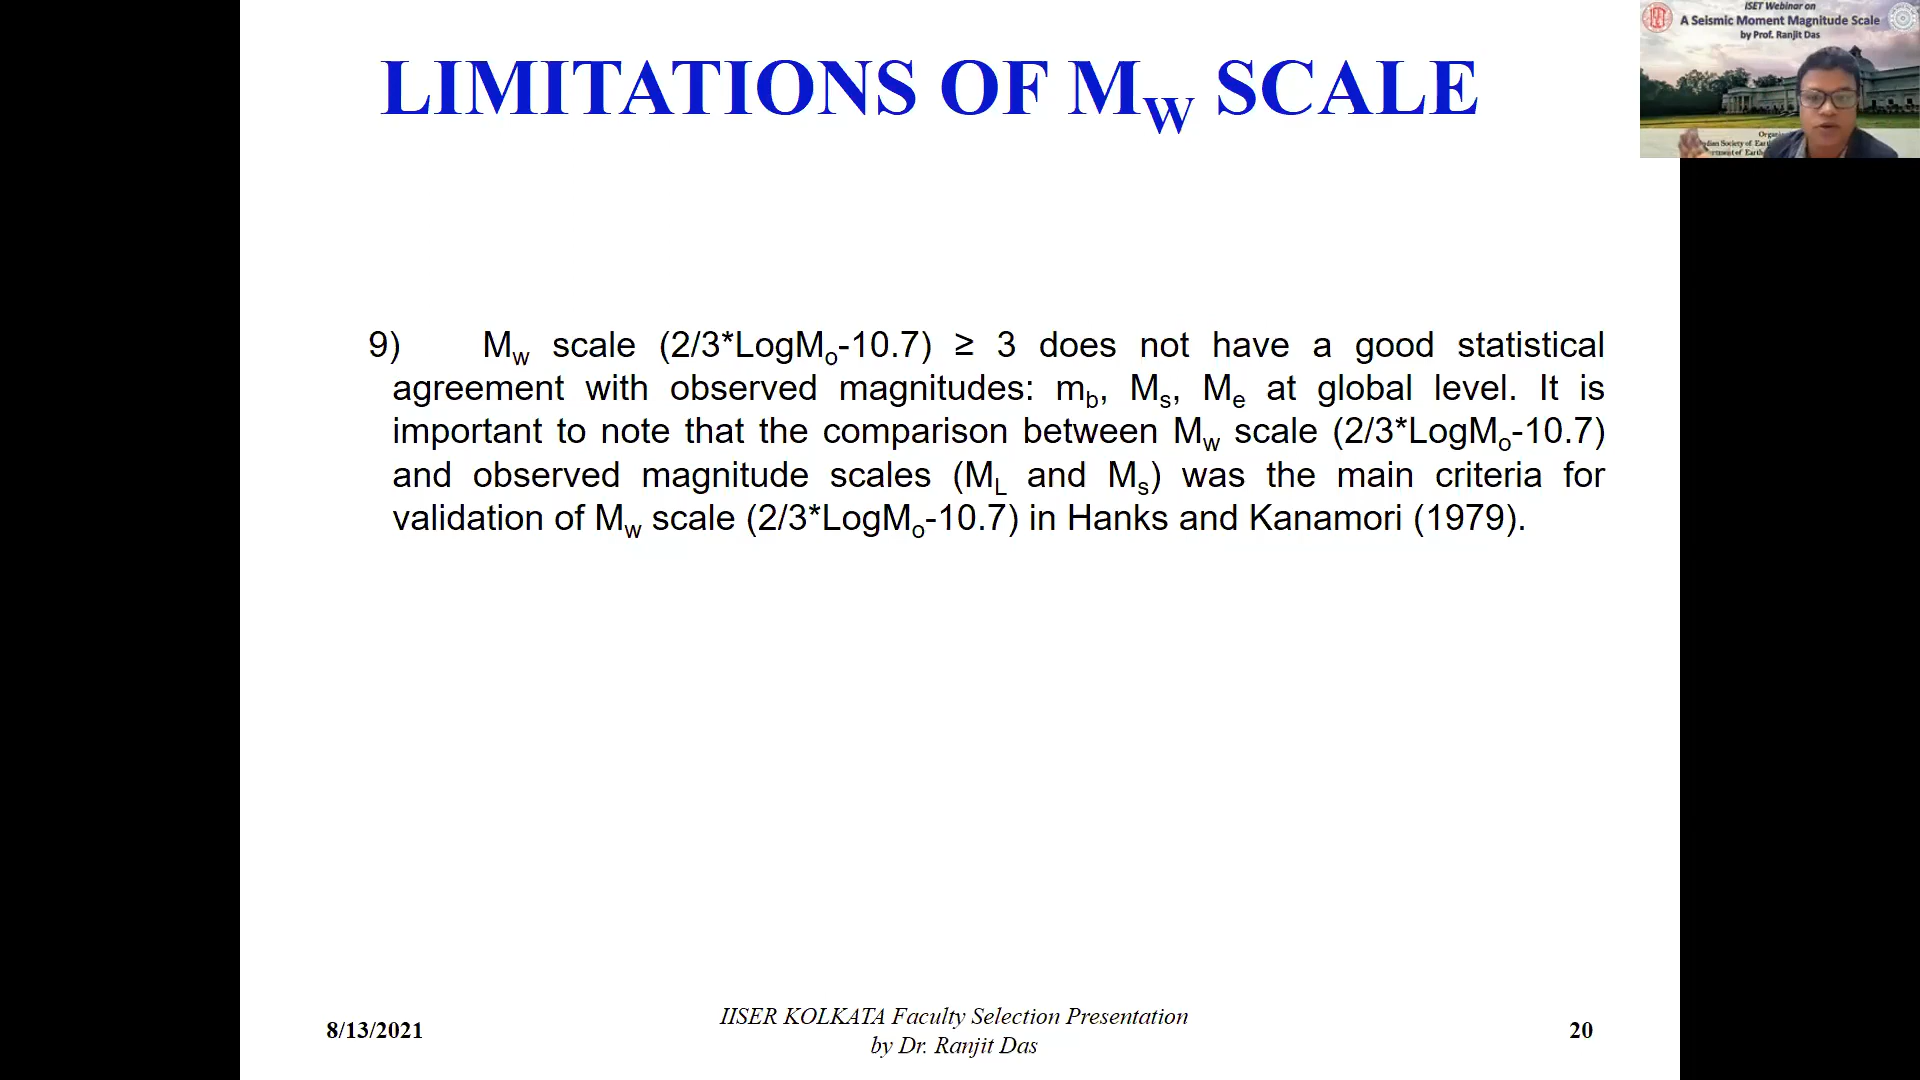 LIMITATIONS OF MW SCALE
ISET Webinar on
A Seismic Moment Magnitude Scale
by Prof. Ranjit Das
9) Mw scale (2/3*LogMo-10.7) ≥ 3 does not have a good statistical
agreement with observed magnitudes: mb, Ms, Me at global level. It is
important to note that the comparison between Mw scale (2/3*LogMo-10.7)
and observed magnitude scales (ML and Ms) was the main criteria for
validation of Mw scale (2/3*LogMo-10.7) in Hanks and Kanamori (1979).
8/13/2021
IISER KOLKATA Faculty Selection Presentation
by Dr. Ranjit Das
20